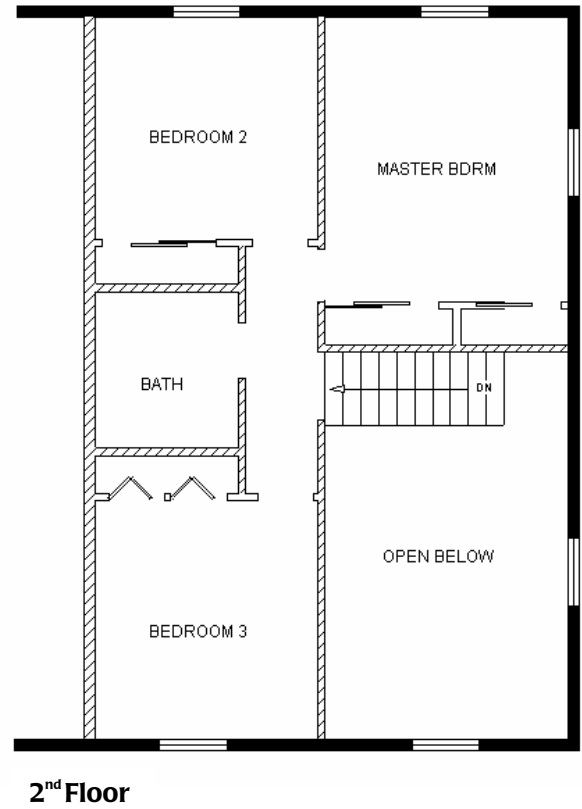 BEDROOM 2
MASTER BDRM
BATH
DN
OPEN BELOW
BEDROOM 3
2nd Floor